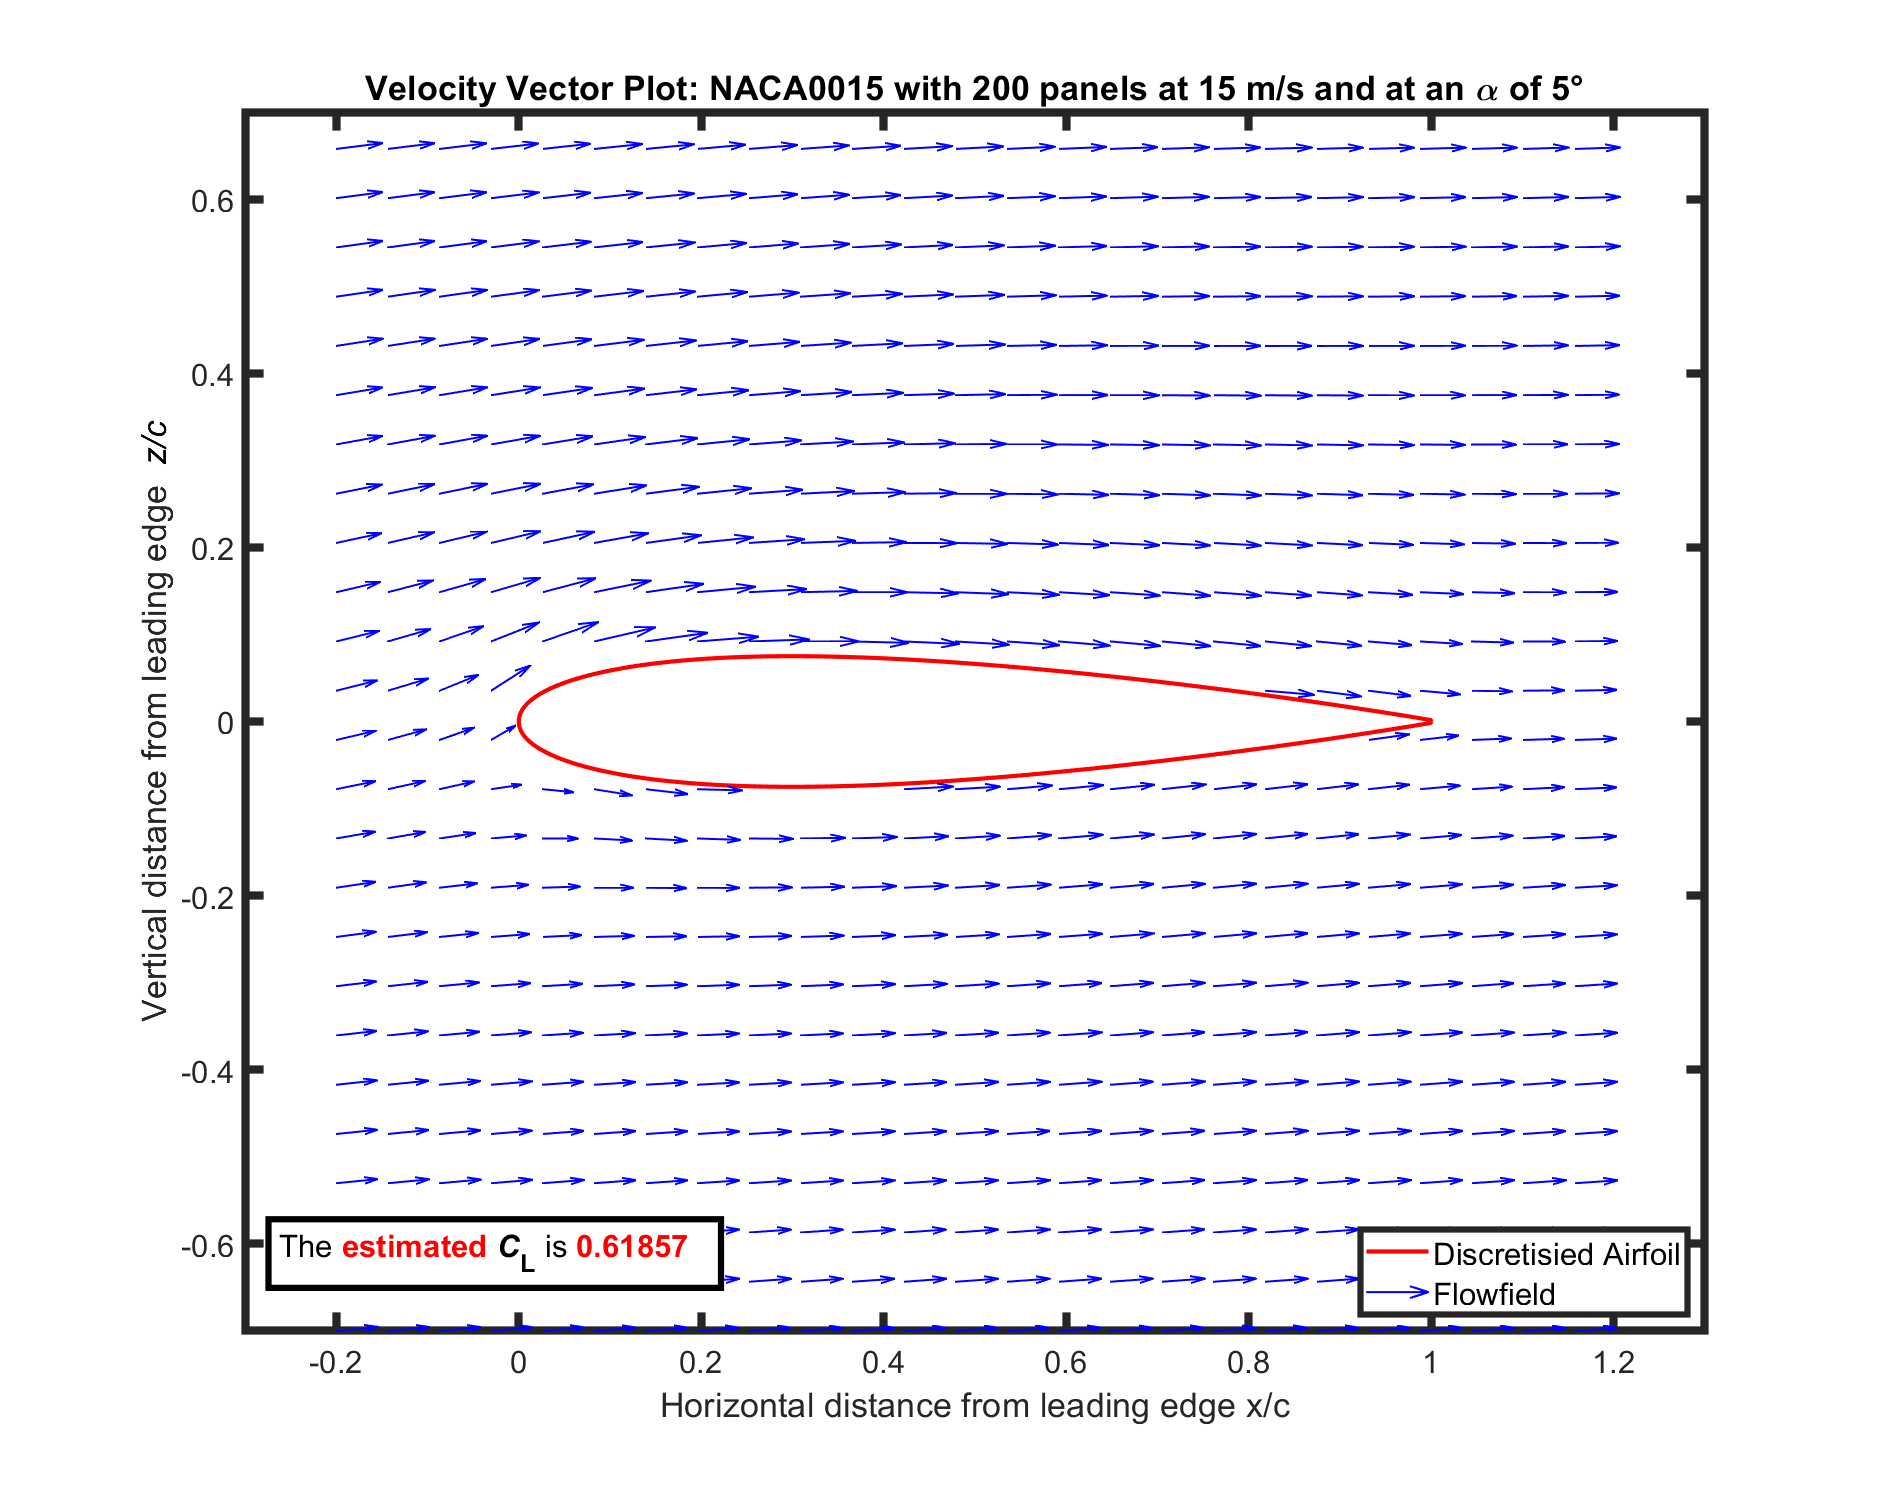 Velocity Vector Plot: NACA0015 with 200 panels at 15 m/s and at an α of 5°
Vertical distance from leading edge z/c
0.6
0.4
0.2
0
-0.2
-0.4
-0.6
The estimated CL is 0.61857
Discretisied Airfoil
Flowfield
-0.2 0 0.2 0.4 0.6 0.8 1 1.2
Horizontal distance from leading edge x/c